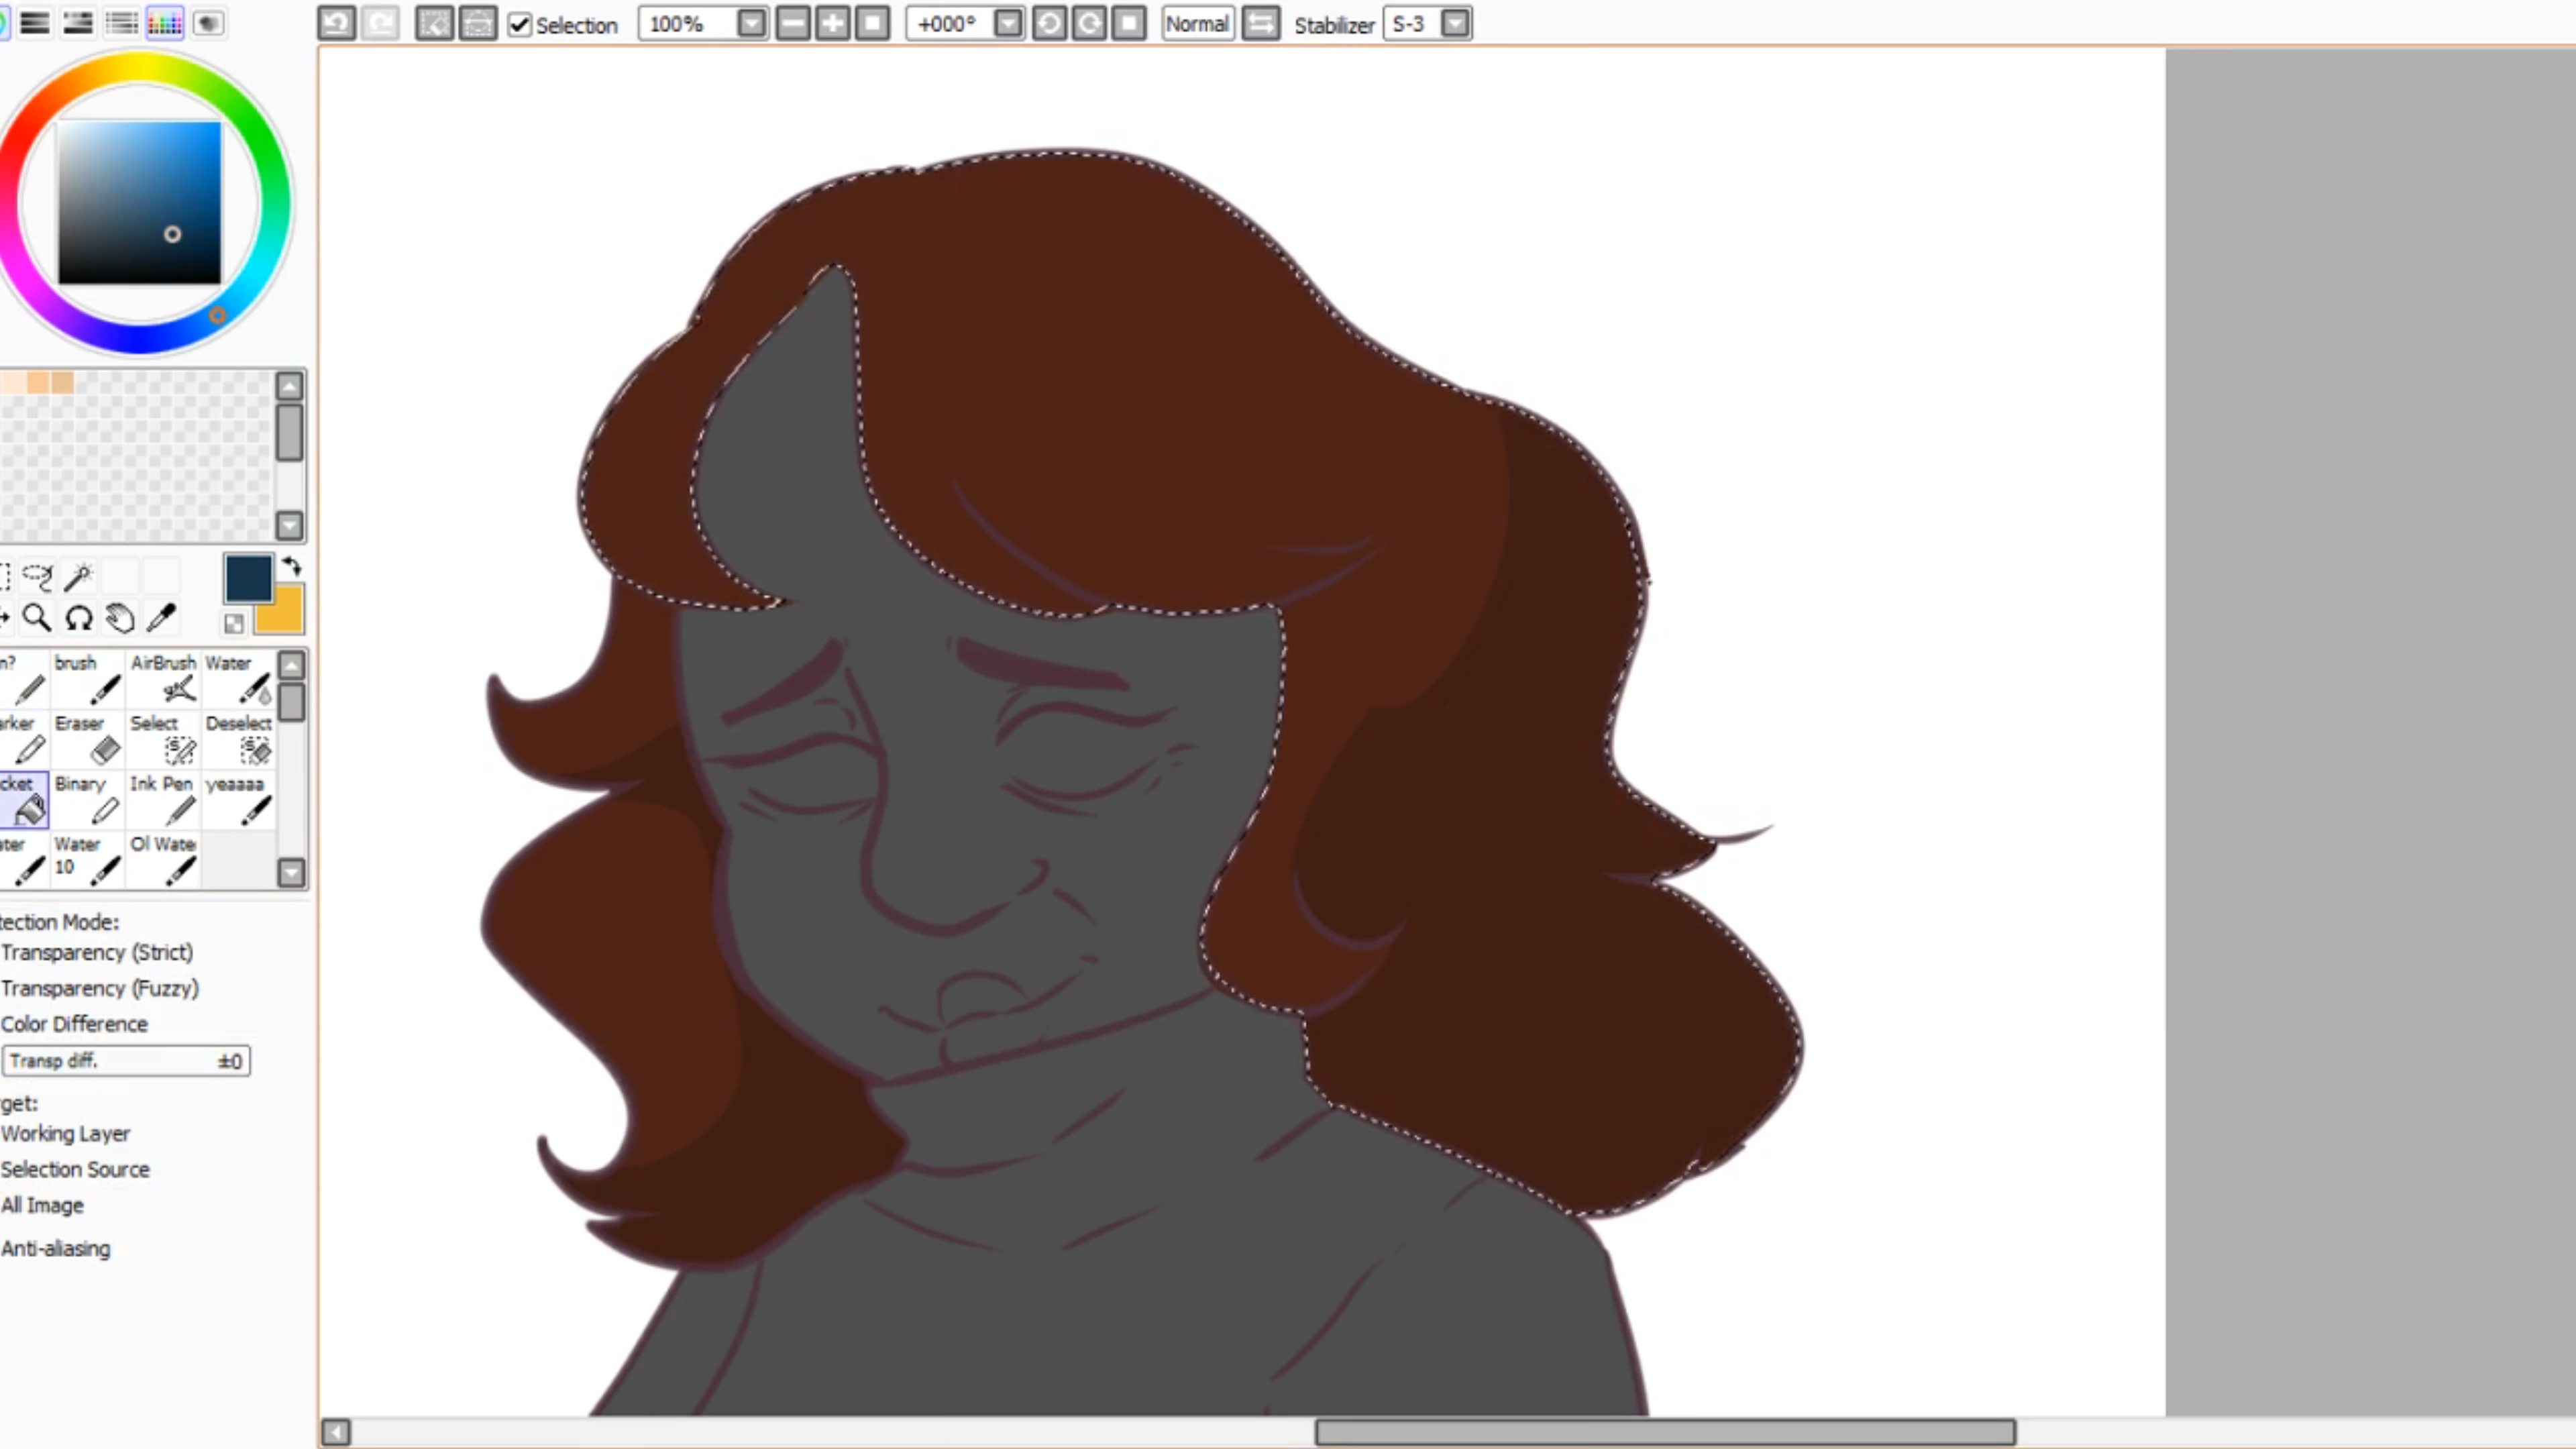 Selection 100% +000° Normal Stabilizer S-3
n? brush AirBrush Water
rker Eraser Select Deselect
cket Binary Ink Pen yeaaaa
ter Water 10 Ol Wate
tection Mode:
Transparency (Strict)
Transparency (Fuzzy)
Color Difference
Transp diff. ±0
get:
Working Layer
Selection Source
All Image
Anti-aliasing